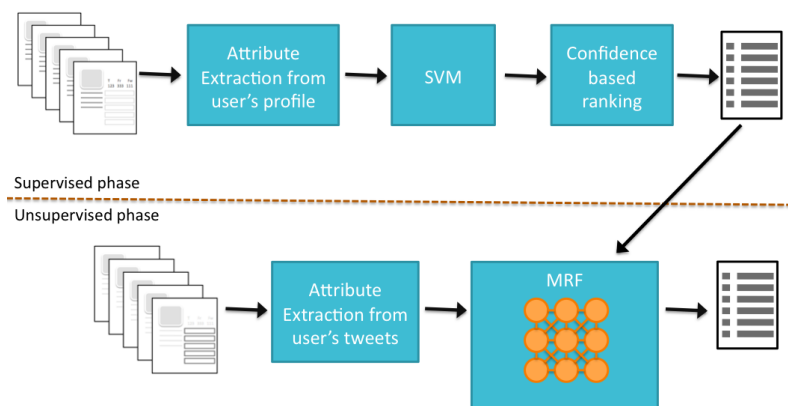 Attribute
Extraction from
user's profile
SVM
Confidence
based
ranking
Supervised phase
Unsupervised phase
Attribute
Extraction from
user's tweets
MRF